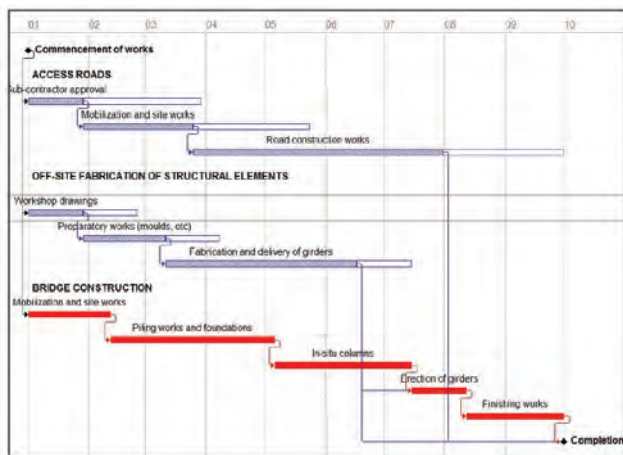 01 02 03 04 05 06 07 08 09 10
Commencement of works
ACCESS ROADS
Sub-contractor approval
Mobilization and site works
Road construction works
OFF-SITE FABRICATION OF STRUCTURAL ELEMENTS
Workshop drawings
Preparatory works (moulds, etc)
Fabrication and delivery of girders
BRIDGE CONSTRUCTION
Mobilization and site works
Piling works and foundations
In-situ columns
Erection of girders
Finishing works
Completion